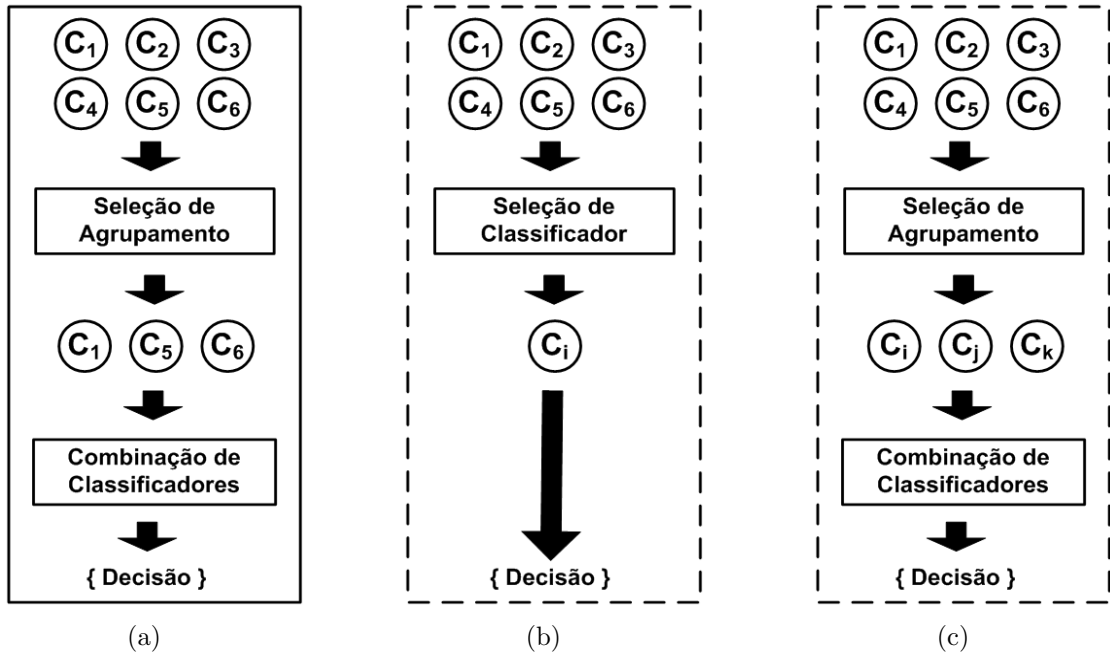 C1 C2 C3
C4 C5 C6
Seleção de
Agrupamento
C1 C5 C6
Combinação de
Classificadores
{ Decisão }
(a)
C1 C2 C3
C4 C5 C6
Seleção de
Classificador
Ci
{ Decisão }
(b)
C1 C2 C3
C4 C5 C6
Seleção de
Agrupamento
Ci Cj Ck
Combinação de
Classificadores
{ Decisão }
(c)